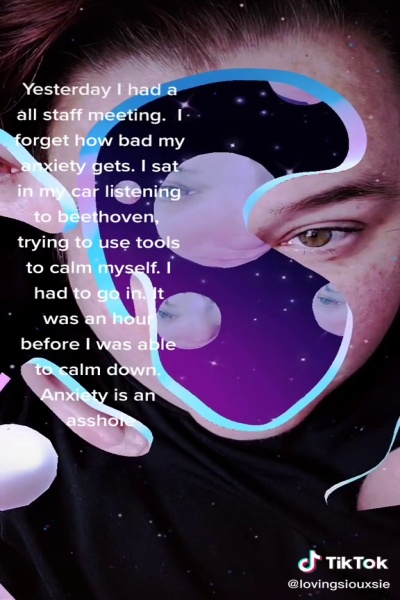 Yesterday I had a
all staff meeting. I
forget how bad my
anxiety gets. I sat
in my car listening
to beethoven,
trying to use tools
to calm myself. I
had to go in. It
was an hour
before I was able
to calm down.
Anxiety is an
asshole
TikTok
@lovingsiouxsie